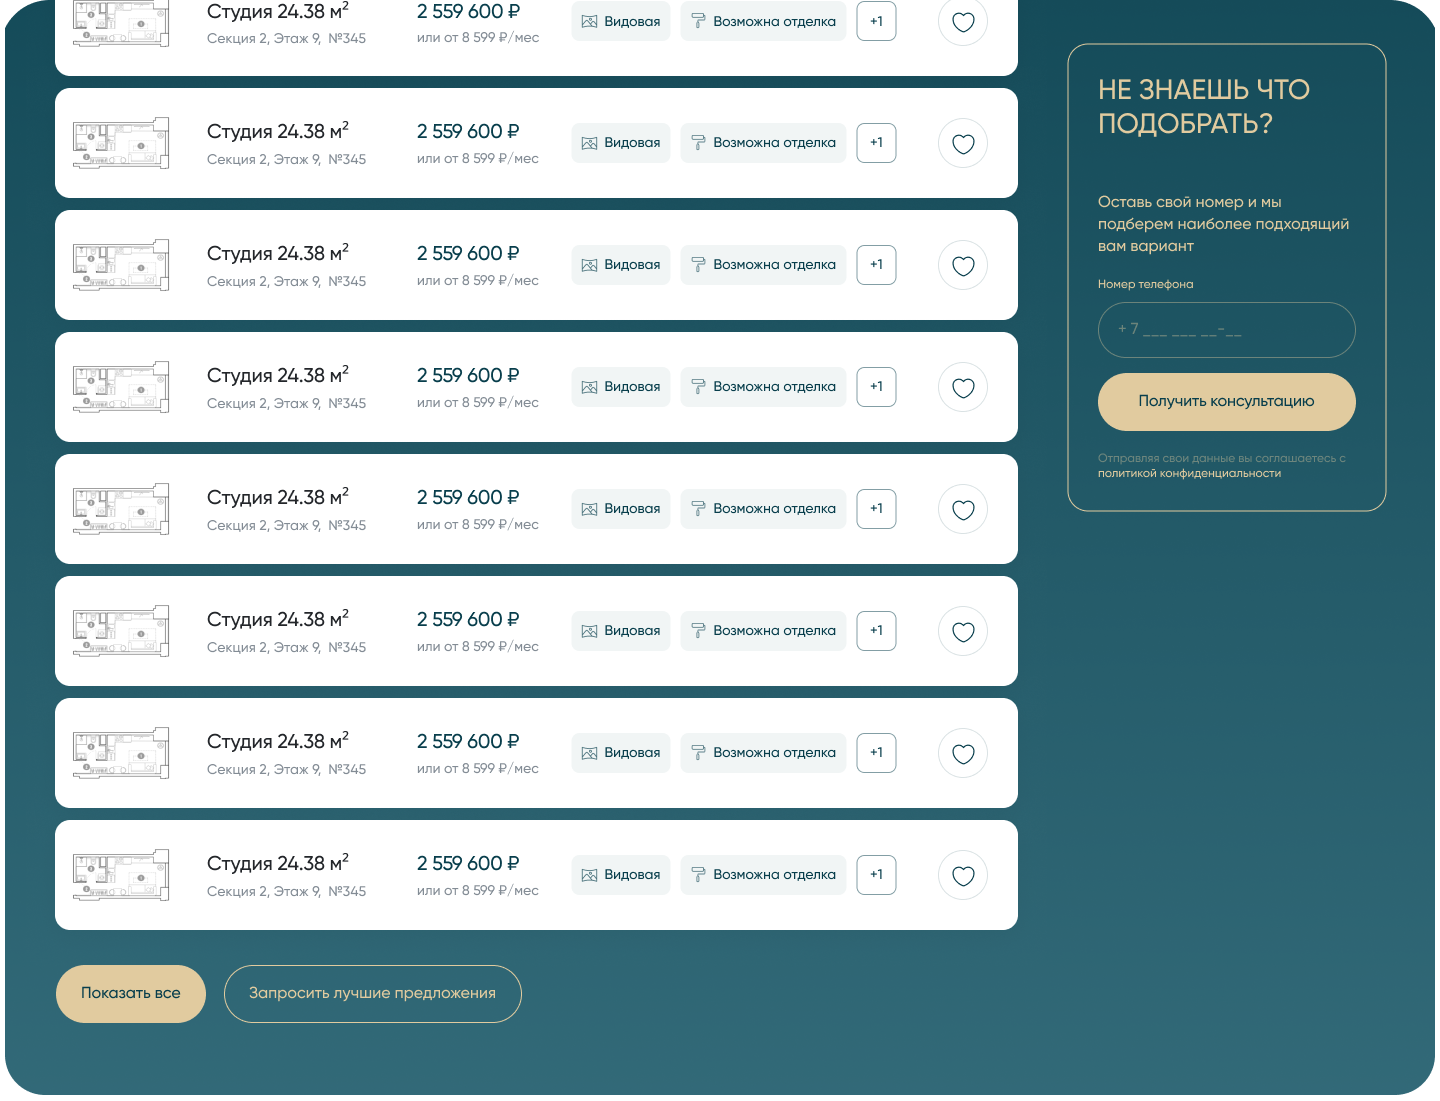 Студия 24.38 м²
2 559 600 ₽
Видовая
Возможна отделка
+1
Секция 2, Этаж 9, №345
или от 8 599 ₽/мес
Студия 24.38 м²
2 559 600 ₽
Видовая
Возможна отделка
+1
Секция 2, Этаж 9, №345
или от 8 599 ₽/мес
Студия 24.38 м²
2 559 600 ₽
Видовая
Возможна отделка
+1
Секция 2, Этаж 9, №345
или от 8 599 ₽/мес
Студия 24.38 м²
2 559 600 ₽
Видовая
Возможна отделка
+1
Секция 2, Этаж 9, №345
или от 8 599 ₽/мес
Студия 24.38 м²
2 559 600 ₽
Видовая
Возможна отделка
+1
Секция 2, Этаж 9, №345
или от 8 599 ₽/мес
Студия 24.38 м²
2 559 600 ₽
Видовая
Возможна отделка
+1
Секция 2, Этаж 9, №345
или от 8 599 ₽/мес
Студия 24.38 м²
2 559 600 ₽
Видовая
Возможна отделка
+1
Секция 2, Этаж 9, №345
или от 8 599 ₽/мес
Студия 24.38 м²
2 559 600 ₽
Видовая
Возможна отделка
+1
Секция 2, Этаж 9, №345
или от 8 599 ₽/мес
Показать все
Запросить лучшие предложения
НЕ ЗНАЕШЬ ЧТО
ПОДОБРАТЬ?
Оставь свой номер и мы
подберем наиболее подходящий
вам вариант
Номер телефона
+ 7 ___ ___ __-__
Получить консультацию
Отправляя свои данные вы соглашаетесь с
политикой конфиденциальности